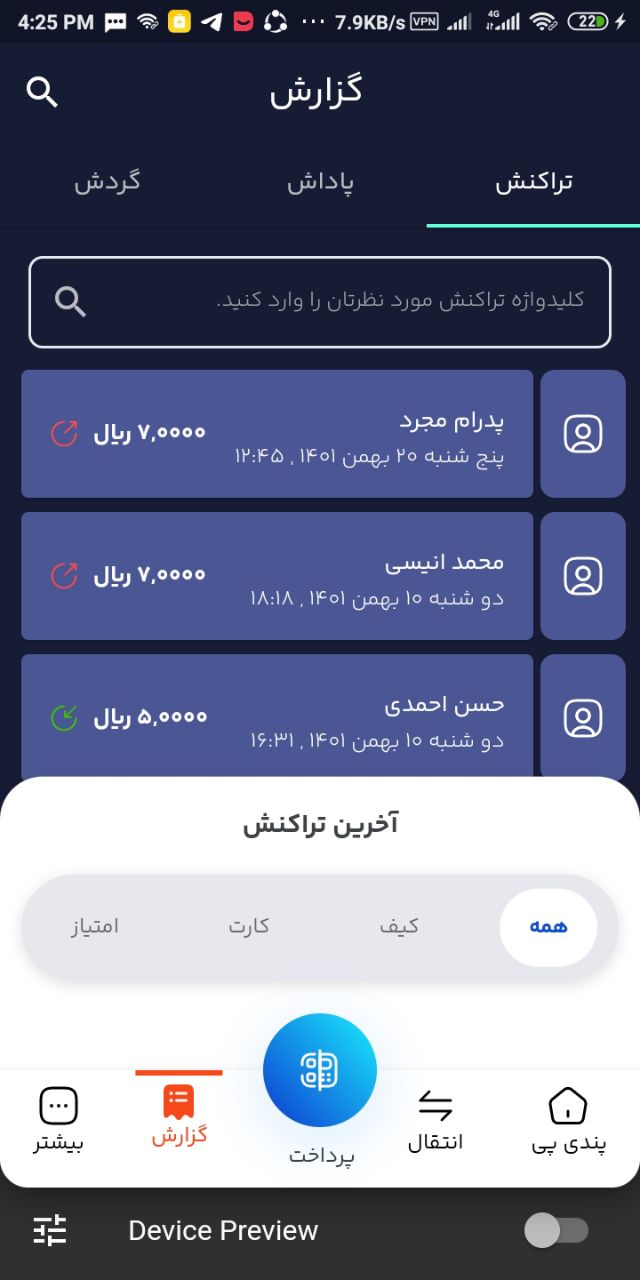 4:25 PM ... 7.9KB/s VPN 4G 22
گزارش
تراکنش
پاداش
گردش
کلیدواژه تراکنش مورد نظرتان را وارد کنید.
پدرام مجرد
۷,۰۰۰۰ ریال
پنج شنبه ۲۰ بهمن ۱۴۰۱ , ۱۲:۴۵
محمد انیسی
۷,۰۰۰۰ ریال
دو شنبه ۱۰ بهمن ۱۴۰۱ , ۱۸:۱۸
حسن احمدی
۵,۰۰۰۰ ریال
دو شنبه ۱۰ بهمن ۱۴۰۱ , ۱۶:۳۱
آخرین تراکنش
همه
کیف
کارت
امتیاز
پندی پی
انتقال
پرداخت
گزارش
بیشتر
Device Preview